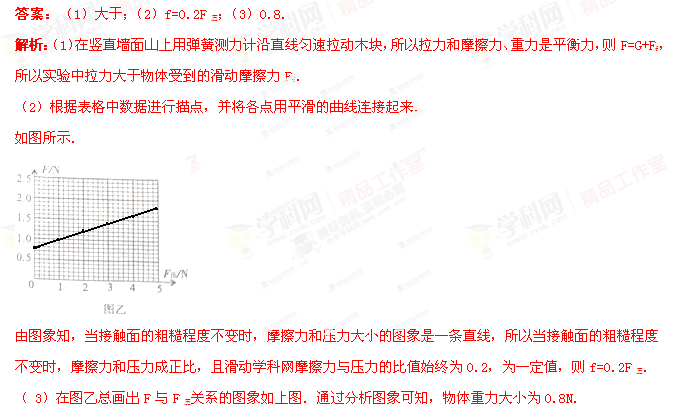 答案：（1）大于；（2）f=0.2F压；（3）0.8.
解析：(1)在竖直墙面山上用弹簧测力计沿直线匀速拉动木块，所以拉力和摩擦力、重力是平衡力，则 F=G+Ff，
所以实验中拉力大于物体受到的滑动摩擦力 F.
（2）根据表格中数据进行描点，并将各点用平滑的曲线连接起来.
如图所示.
F/N
2.5
2.0
1.5
1.0
0.5
0 1 2 3 4 5
F压/N
图乙
由图象知，当接触面的粗糙程度不变时，摩擦力和压力大小的图象是一条直线，所以当接触面的粗糙程度
不变时，摩擦力和压力成正比，且滑动学科网摩擦力与压力的比值始终为 0.2，为一定值，则 f=0.2F压.
（ 3）在图乙总画出 F 与 F压关系的图象如上图．通过分析图象可知，物体重力大小为 0.8N.
学科网 精品工作室